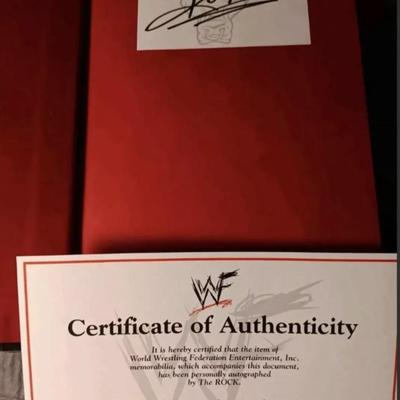 WF
Certificate of Authenticity
It is hereby certified that the item of
World Wrestling Federation Entertainment, Inc.
memorabilia, which accompanies this document,
has been personally autographed
by The ROCK.